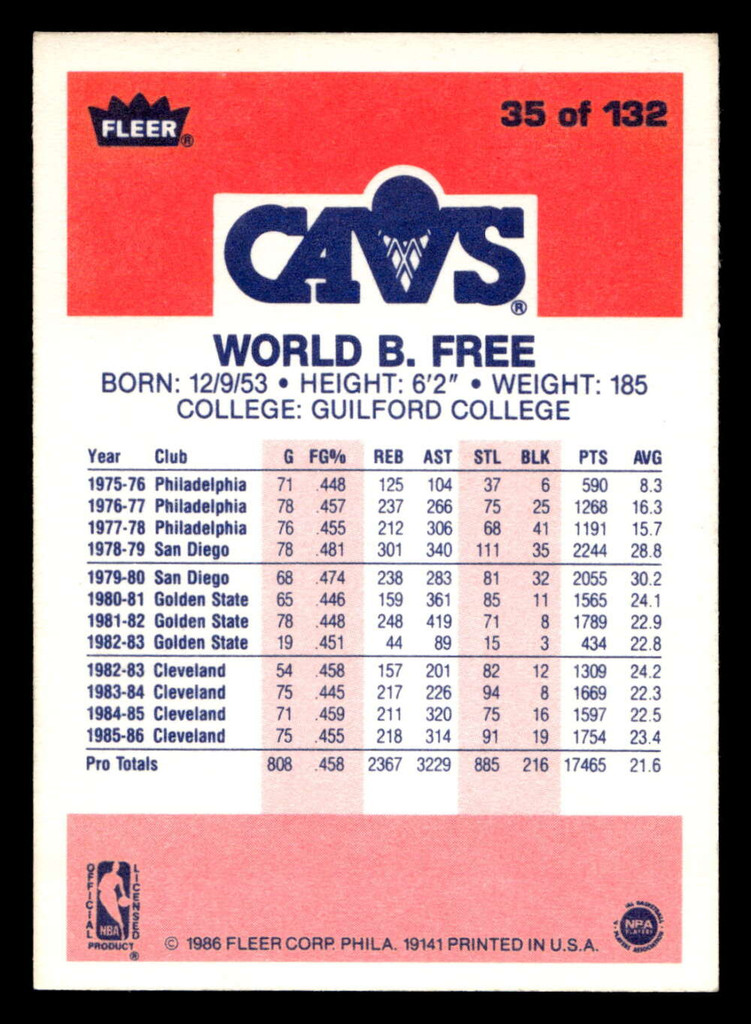 FLEER®
35 of 132
CAVS®
WORLD B. FREE
BORN: 12/9/53 • HEIGHT: 6'2" • WEIGHT: 185
COLLEGE: GUILFORD COLLEGE
Year Club G FG% REB AST STL BLK PTS AVG
1975-76 Philadelphia 71 .448 125 104 37 6 590 8.3
1976-77 Philadelphia 78 .457 237 266 75 25 1268 16.3
1977-78 Philadelphia 76 .455 212 306 68 41 1191 15.7
1978-79 San Diego 78 .481 301 340 111 35 2244 28.8
1979-80 San Diego 68 .474 238 283 81 32 2055 30.2
1980-81 Golden State 65 .446 159 361 85 11 1565 24.1
1981-82 Golden State 78 .448 248 419 71 8 1789 22.9
1982-83 Golden State 19 .451 44 89 15 3 434 22.8
1982-83 Cleveland 54 .458 157 201 82 12 1309 24.2
1983-84 Cleveland 75 .445 217 226 94 8 1669 22.3
1984-85 Cleveland 71 .459 211 320 75 16 1597 22.5
1985-86 Cleveland 75 .455 218 314 91 19 1754 23.4
Pro Totals 808 .458 2367 3229 885 216 17465 21.6
OFFICIAL
LICENSED
NBA
PRODUCT®
© 1986 FLEER CORP. PHILA. 19141 PRINTED IN U.S.A.
NBA
PLAYERS
PLAYERS ASSOCIATION